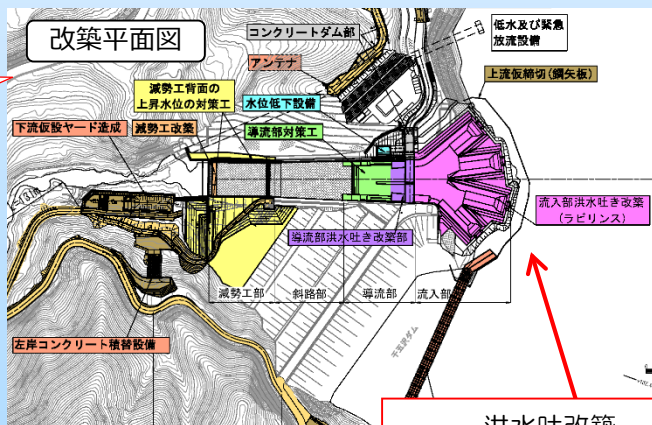 改築平面図
コンクリートダム部
低水及び緊急
放流設備
アンテナ
上流仮締切(鋼矢板)
減勢工背面の
上昇水位の対策工
水位低下設備
下流仮設ヤード造成
減勢工改築
導流部対策工
流入部洪水吐き改築
(ラビリンス)
導流部洪水吐き改築部
減勢工部
斜路部
導流部
流入部
左岸コンクリート積替設備
洪水吐改築